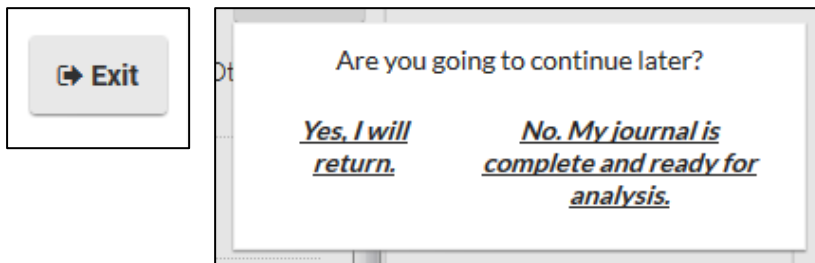 Exit
Are you going to continue later?
Yes, I will
return.
No. My journal is
complete and ready for
analysis.